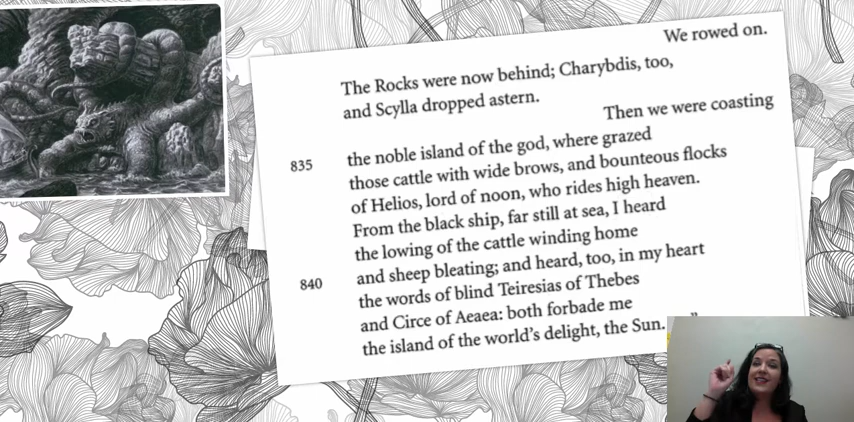 We rowed on.
The Rocks were now behind; Charybdis, too,
and Scylla dropped astern.
Then we were coasting
835 the noble island of the god, where grazed
those cattle with wide brows, and bounteous flocks
of Helios, lord of noon, who rides high heaven.
From the black ship, far still at sea, I heard
the lowing of the cattle winding home
840 and sheep bleating; and heard, too, in my heart
the words of blind Teiresias of Thebes
and Circe of Aeaea: both forbade me
the island of the world's delight, the Sun.